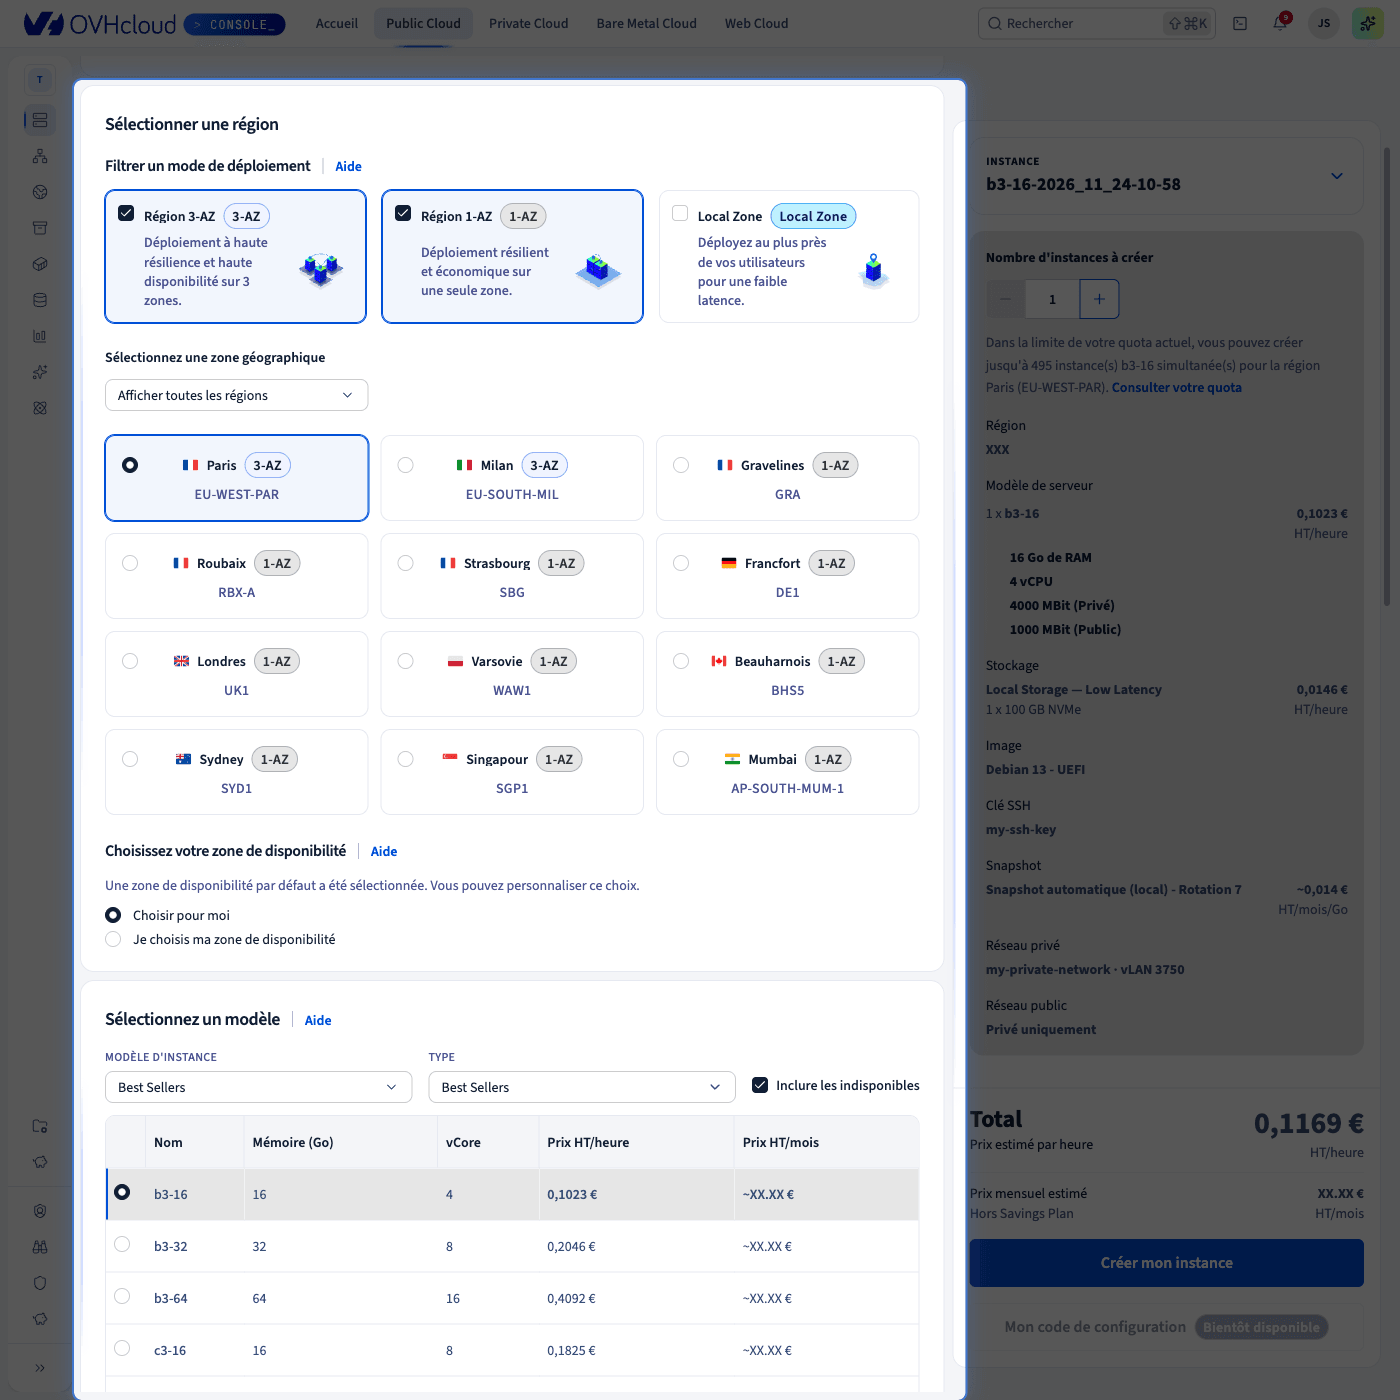 OVHcloud > CONSOLE_
Accueil
Public Cloud
Private Cloud
Bare Metal Cloud
Web Cloud
Rechercher
⇧⌘K
9
JS
T
Sélectionner une région
Filtrer un mode de déploiement
Aide
Région 3-AZ 3-AZ
Déploiement à haute
résilience et haute
disponibilité sur 3
zones.
Région 1-AZ 1-AZ
Déploiement résilient
et économique sur
une seule zone.
Local Zone Local Zone
Déployez au plus près
de vos utilisateurs
pour une faible
latence.
Sélectionnez une zone géographique
Afficher toutes les régions
Paris 3-AZ
EU-WEST-PAR
Milan 3-AZ
EU-SOUTH-MIL
Gravelines 1-AZ
GRA
Roubaix 1-AZ
RBX-A
Strasbourg 1-AZ
SBG
Francfort 1-AZ
DE1
Londres 1-AZ
UK1
Varsovie 1-AZ
WAW1
Beauharnois 1-AZ
BHS5
Sydney 1-AZ
SYD1
Singapour 1-AZ
SGP1
Mumbai 1-AZ
AP-SOUTH-MUM-1
Choisissez votre zone de disponibilité
Aide
Une zone de disponibilité par défaut a été sélectionnée. Vous pouvez personnaliser ce choix.
Choisir pour moi
Je choisis ma zone de disponibilité
Sélectionnez un modèle
Aide
MODÈLE D'INSTANCE
Best Sellers
TYPE
Best Sellers
Inclure les indisponibles
Nom Mémoire (Go) vCore Prix HT/heure Prix HT/mois
b3-16 16 4 0,1023 € ~XX.XX €
b3-32 32 8 0,2046 € ~XX.XX €
b3-64 64 16 0,4092 € ~XX.XX €
c3-16 16 8 0,1825 € ~XX.XX €
INSTANCE
b3-16-2026_11_24-10-58
Nombre d'instances à créer
− 1 +
Dans la limite de votre quota actuel, vous pouvez créer
jusqu'à 495 instance(s) b3-16 simultanée(s) pour la région
Paris (EU-WEST-PAR). Consulter votre quota
Région
XXX
Modèle de serveur
1 x b3-16 0,1023 €
HT/heure
16 Go de RAM
4 vCPU
4000 MBit (Privé)
1000 MBit (Public)
Stockage
Local Storage — Low Latency 0,0146 €
1 x 100 GB NVMe HT/heure
Image
Debian 13 - UEFI
Clé SSH
my-ssh-key
Snapshot
Snapshot automatique (local) - Rotation 7 ~0,014 €
HT/mois/Go
Réseau privé
my-private-network · vLAN 3750
Réseau public
Privé uniquement
Total 0,1169 €
Prix estimé par heure HT/heure
Prix mensuel estimé XX.XX €
Hors Savings Plan HT/mois
Créer mon instance
Mon code de configuration Bientôt disponible